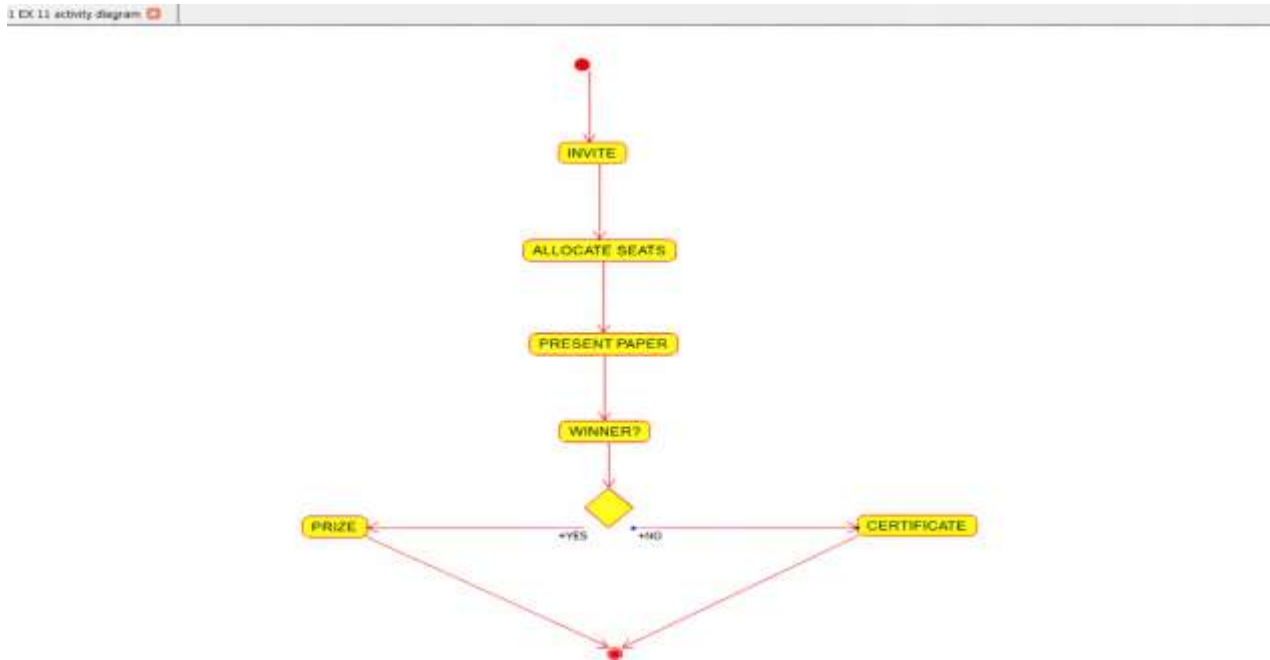 1 EX 11 activity diagram
INVITE
ALLOCATE SEATS
PRESENT PAPER
WINNER?
PRIZE
+YES
+NO
CERTIFICATE